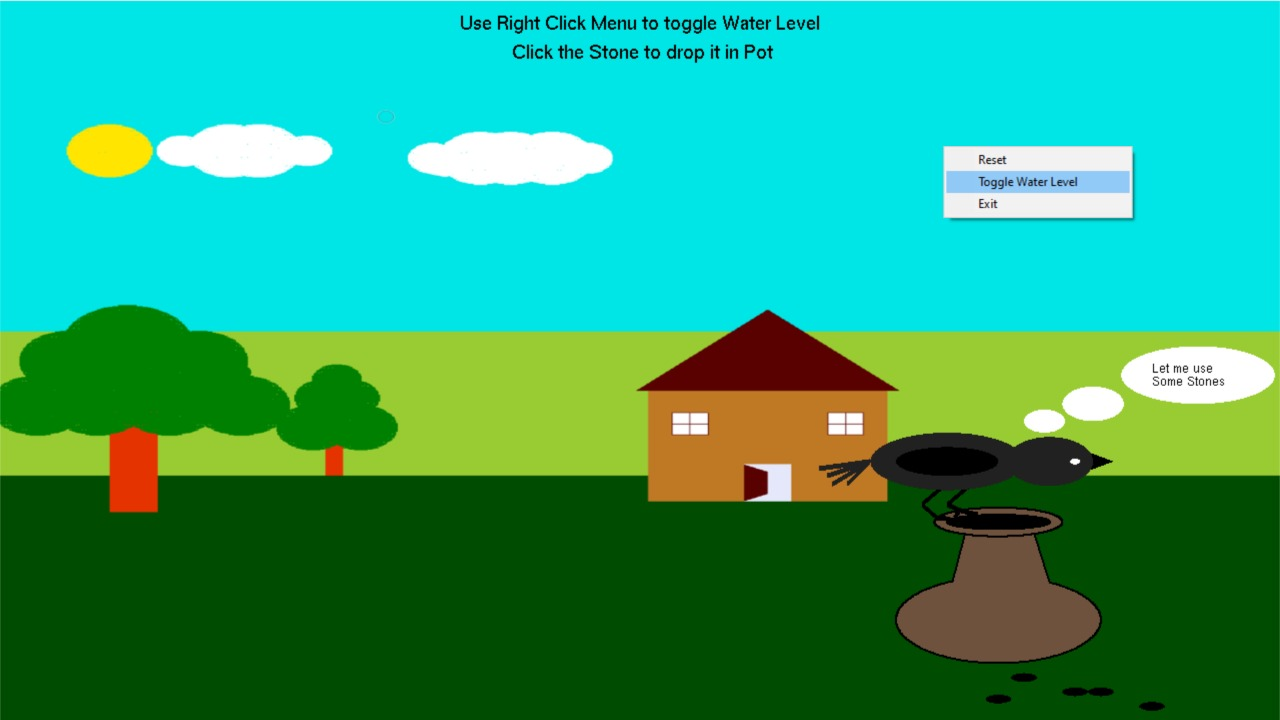 Use Right Click Menu to toggle Water Level
Click the Stone to drop it in Pot
Reset
Toggle Water Level
Exit
Let me use
Some Stones